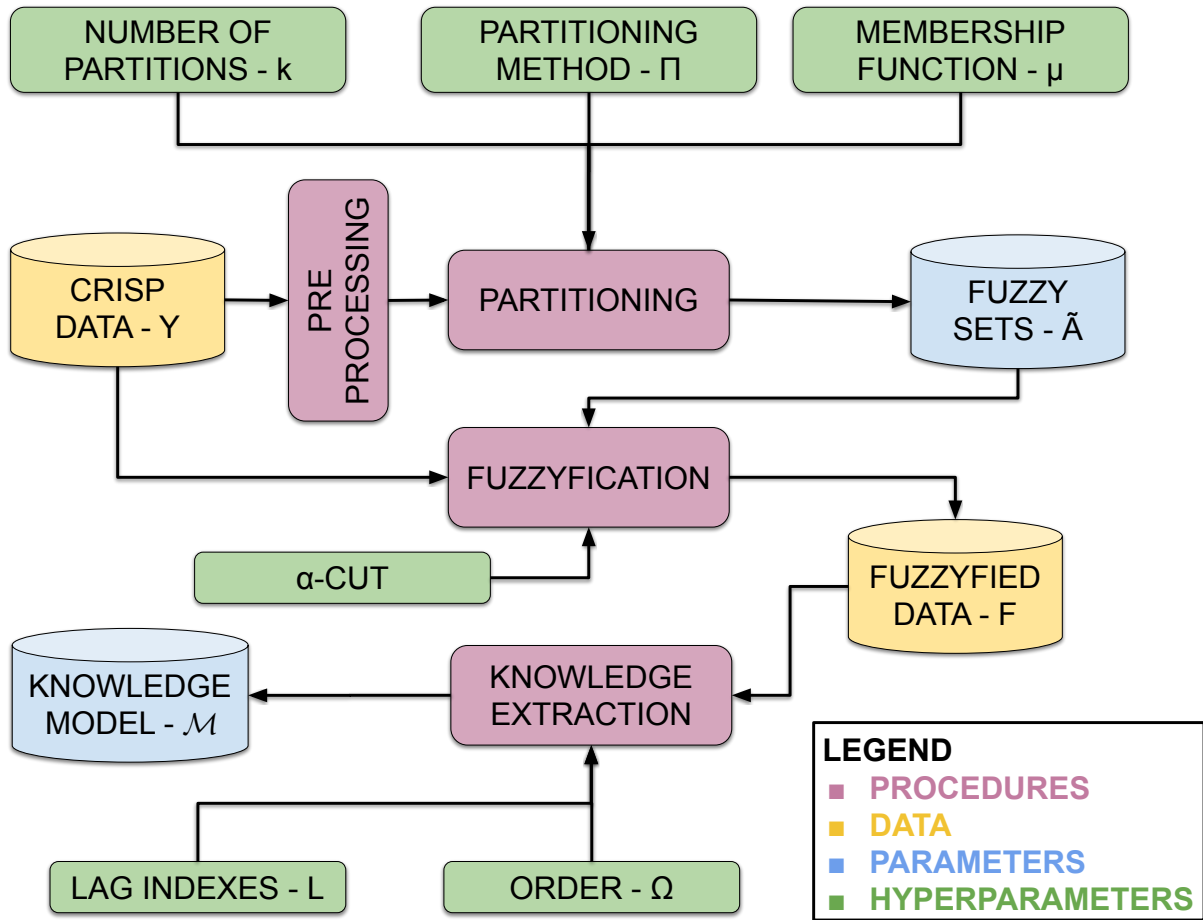 NUMBER OF
PARTITIONS - k
PARTITIONING
METHOD - Π
MEMBERSHIP
FUNCTION - μ
PRE
PROCESSING
CRISP
DATA - Y
PARTITIONING
FUZZY
SETS - Ã
FUZZYFICATION
α-CUT
FUZZYFIED
DATA - F
KNOWLEDGE
MODEL - ℳ
KNOWLEDGE
EXTRACTION
LAG INDEXES - L
ORDER - Ω
LEGEND
PROCEDURES
DATA
PARAMETERS
HYPERPARAMETERS